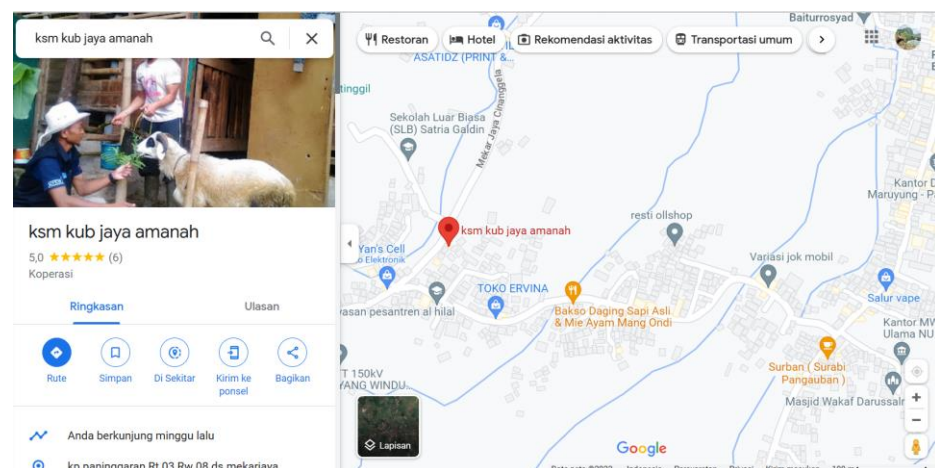 ksm kub jaya amanah
ksm kub jaya amanah
5,0 ★★★★★ (6)
Koperasi
Ringkasan
Ulasan
Rute
Simpan
Di Sekitar
Kirim ke
ponsel
Bagikan
Anda berkunjung minggu lalu
kp paninggaran Rt 03 Rw 08 ds mekarjaya
Restoran
Hotel
Rekomendasi aktivitas
Transportasi umum
Baiturrosyad
ASATIDZ (PRINT &...
tinggil
Sekolah Luar Biasa
(SLB) Satria Galdin
Mekar Jaya Cinanggela
Kantor D
Maruyung - P
resti ollshop
ksm kub jaya amanah
Yan's Cell
o Elektronik
Variasi jok mobil
TOKO ERVINA
Salur vape
yasan pesantren al hilal
Bakso Daging Sapi Asli
& Mie Ayam Mang Ondi
Kantor MW
Ulama NU
T 150kV
YANG WINDU...
Surban ( Surabi
Pangauban )
Masjid Wakaf Darussalr
Lapisan
Google